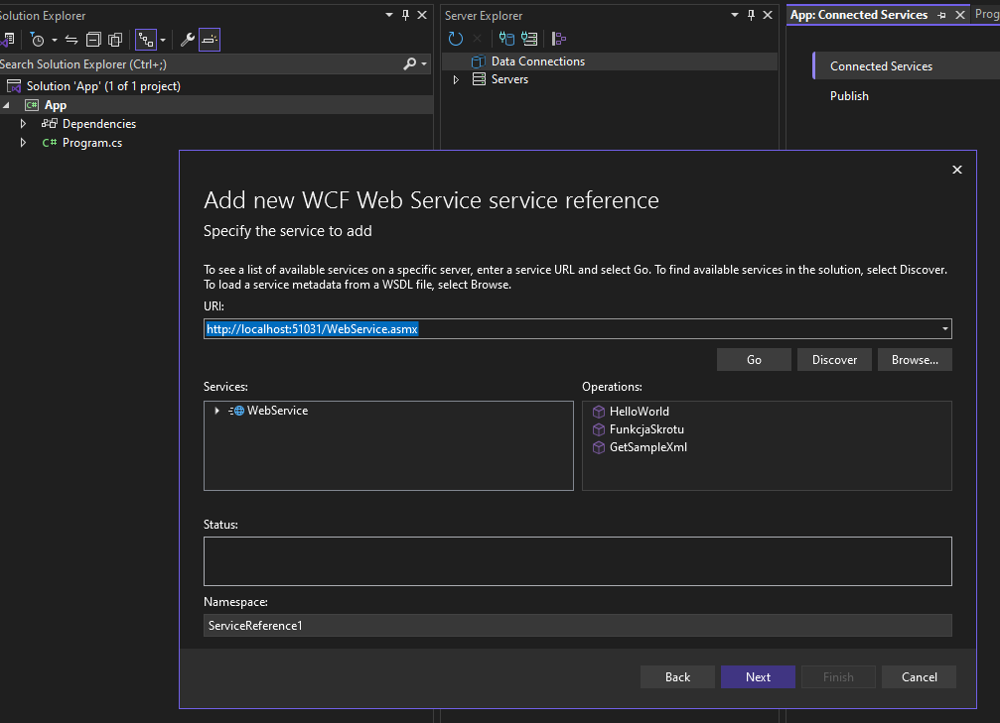 Solution Explorer
Server Explorer
App: Connected Services
Prog
Search Solution Explorer (Ctrl+;)
Solution 'App' (1 of 1 project)
C# App
Dependencies
C# Program.cs
Data Connections
Servers
Connected Services
Publish
Add new WCF Web Service service reference
Specify the service to add
To see a list of available services on a specific server, enter a service URL and select Go. To find available services in the solution, select Discover.
To load a service metadata from a WSDL file, select Browse.
URI:
http://localhost:51031/WebService.asmx
Go
Discover
Browse...
Services:
Operations:
WebService
HelloWorld
FunkcjaSkrotu
GetSampleXml
Status:
Namespace:
ServiceReference1
Back
Next
Finish
Cancel